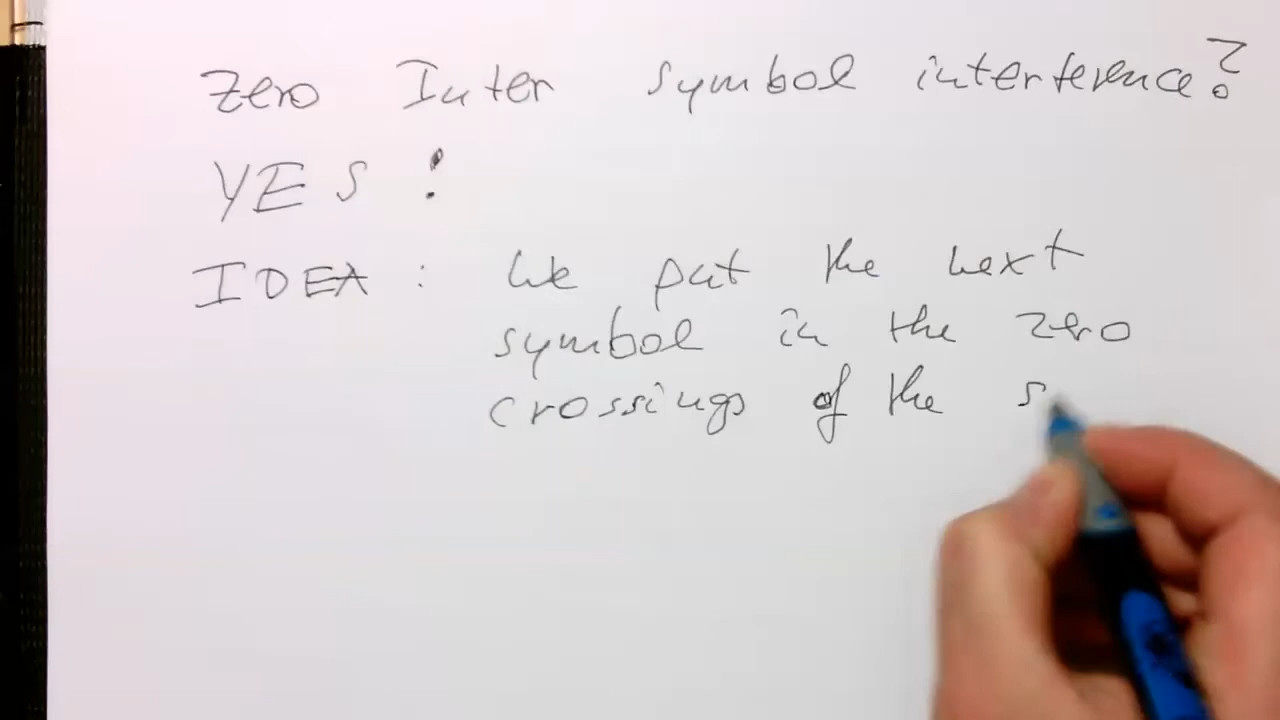 Zero Inter symbol interference?
YES !
IDEA : We put the next
symbol in the zero
crossings of the s